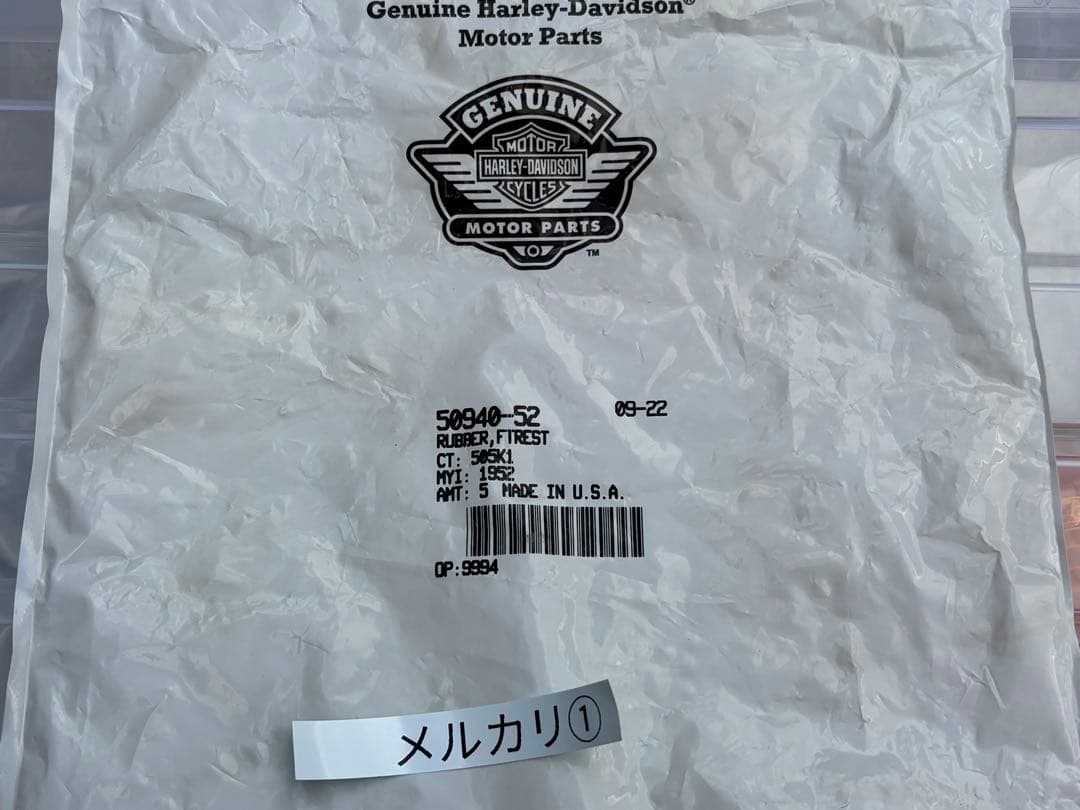 Genuine Harley-Davidson®
Motor Parts
GENUINE
MOTOR
HARLEY-DAVIDSON
CYCLES
MOTOR PARTS
™
50940-52 09-22
RUBBER,FTREST
CT: 505K1
MYI: 1952
AMT: 5 MADE IN U.S.A.
OP:9994
メルカリ①